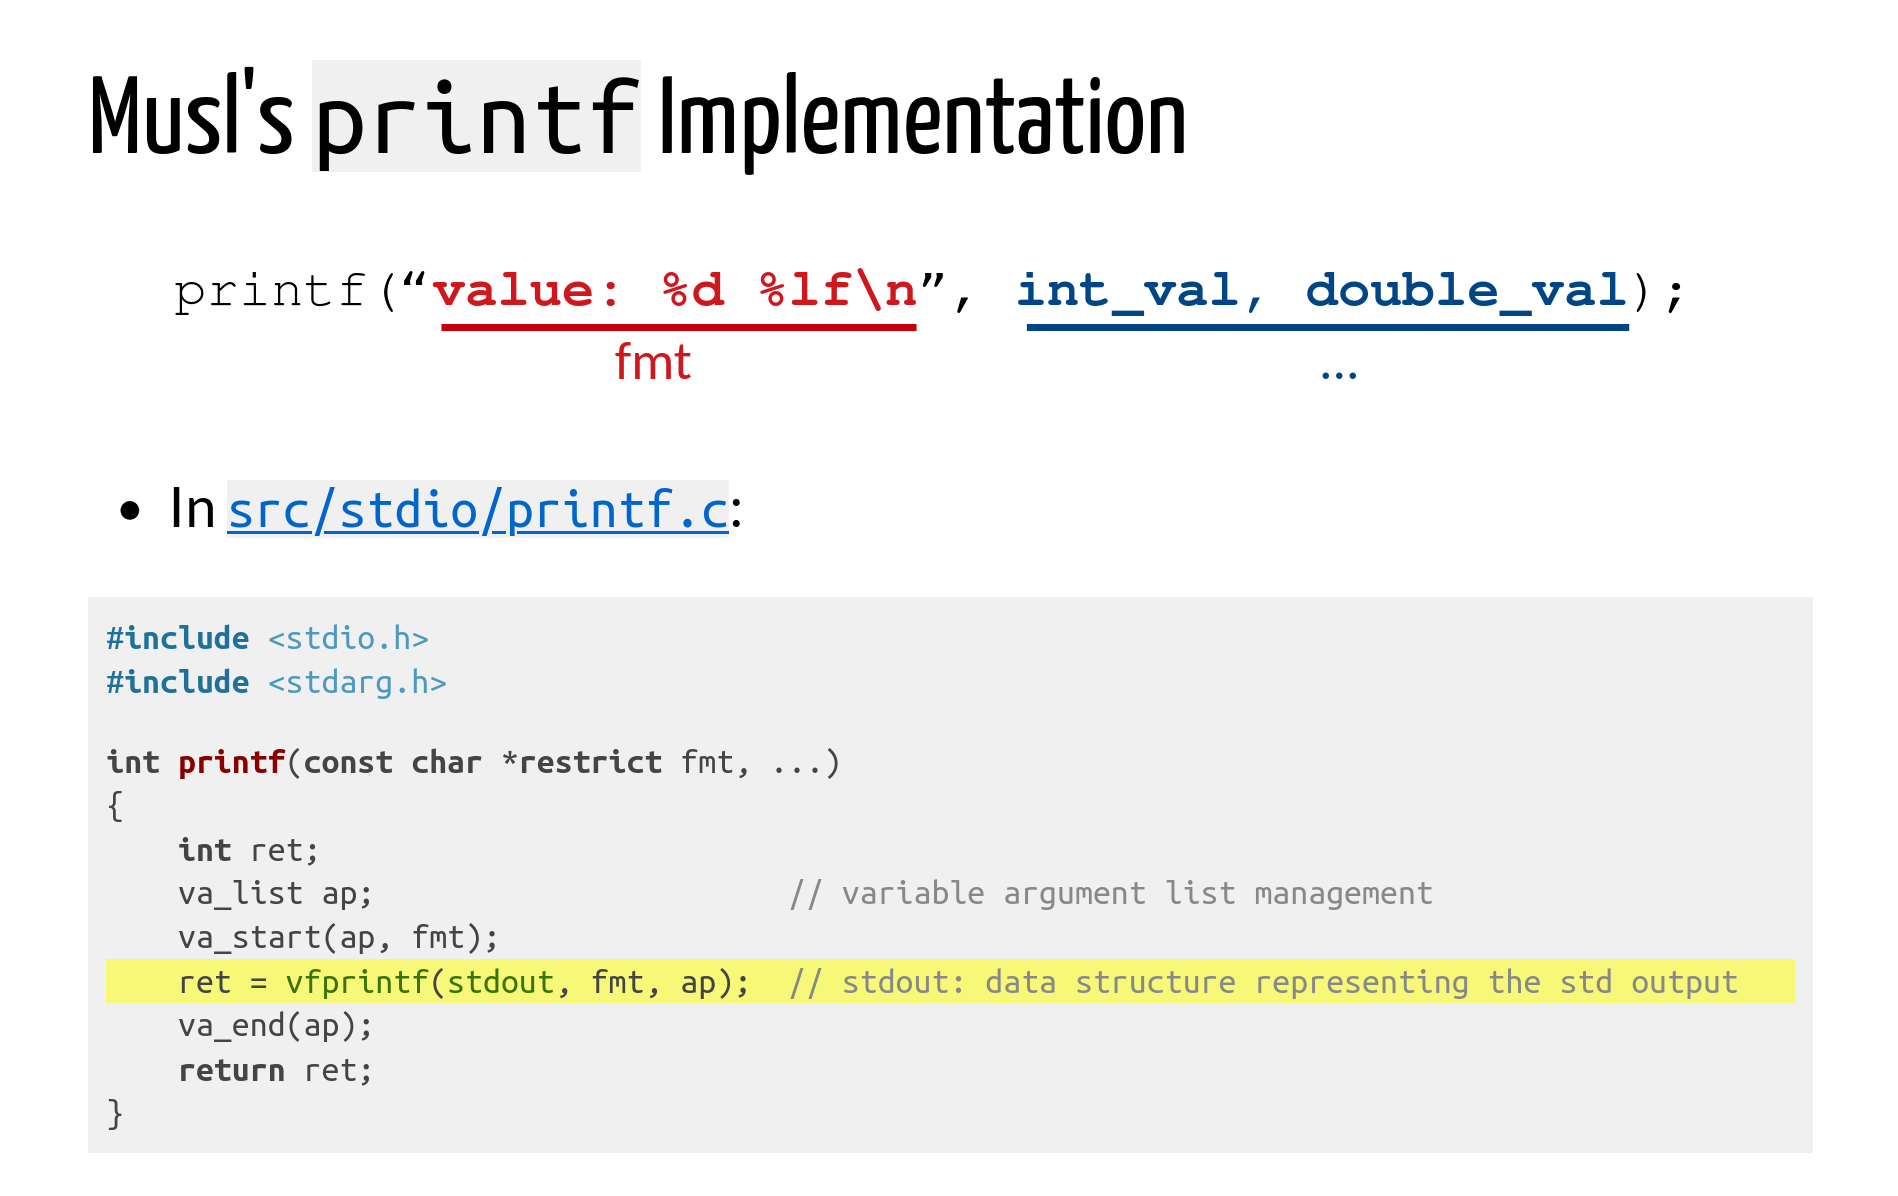 Musl's printf Implementation
printf(“value: %d %lf\n”, int_val, double_val);
fmt ...
• In src/stdio/printf.c:
#include <stdio.h>
#include <stdarg.h>
int printf(const char *restrict fmt, ...)
{
    int ret;
    va_list ap;                       // variable argument list management
    va_start(ap, fmt);
    ret = vfprintf(stdout, fmt, ap);  // stdout: data structure representing the std output
    va_end(ap);
    return ret;
}